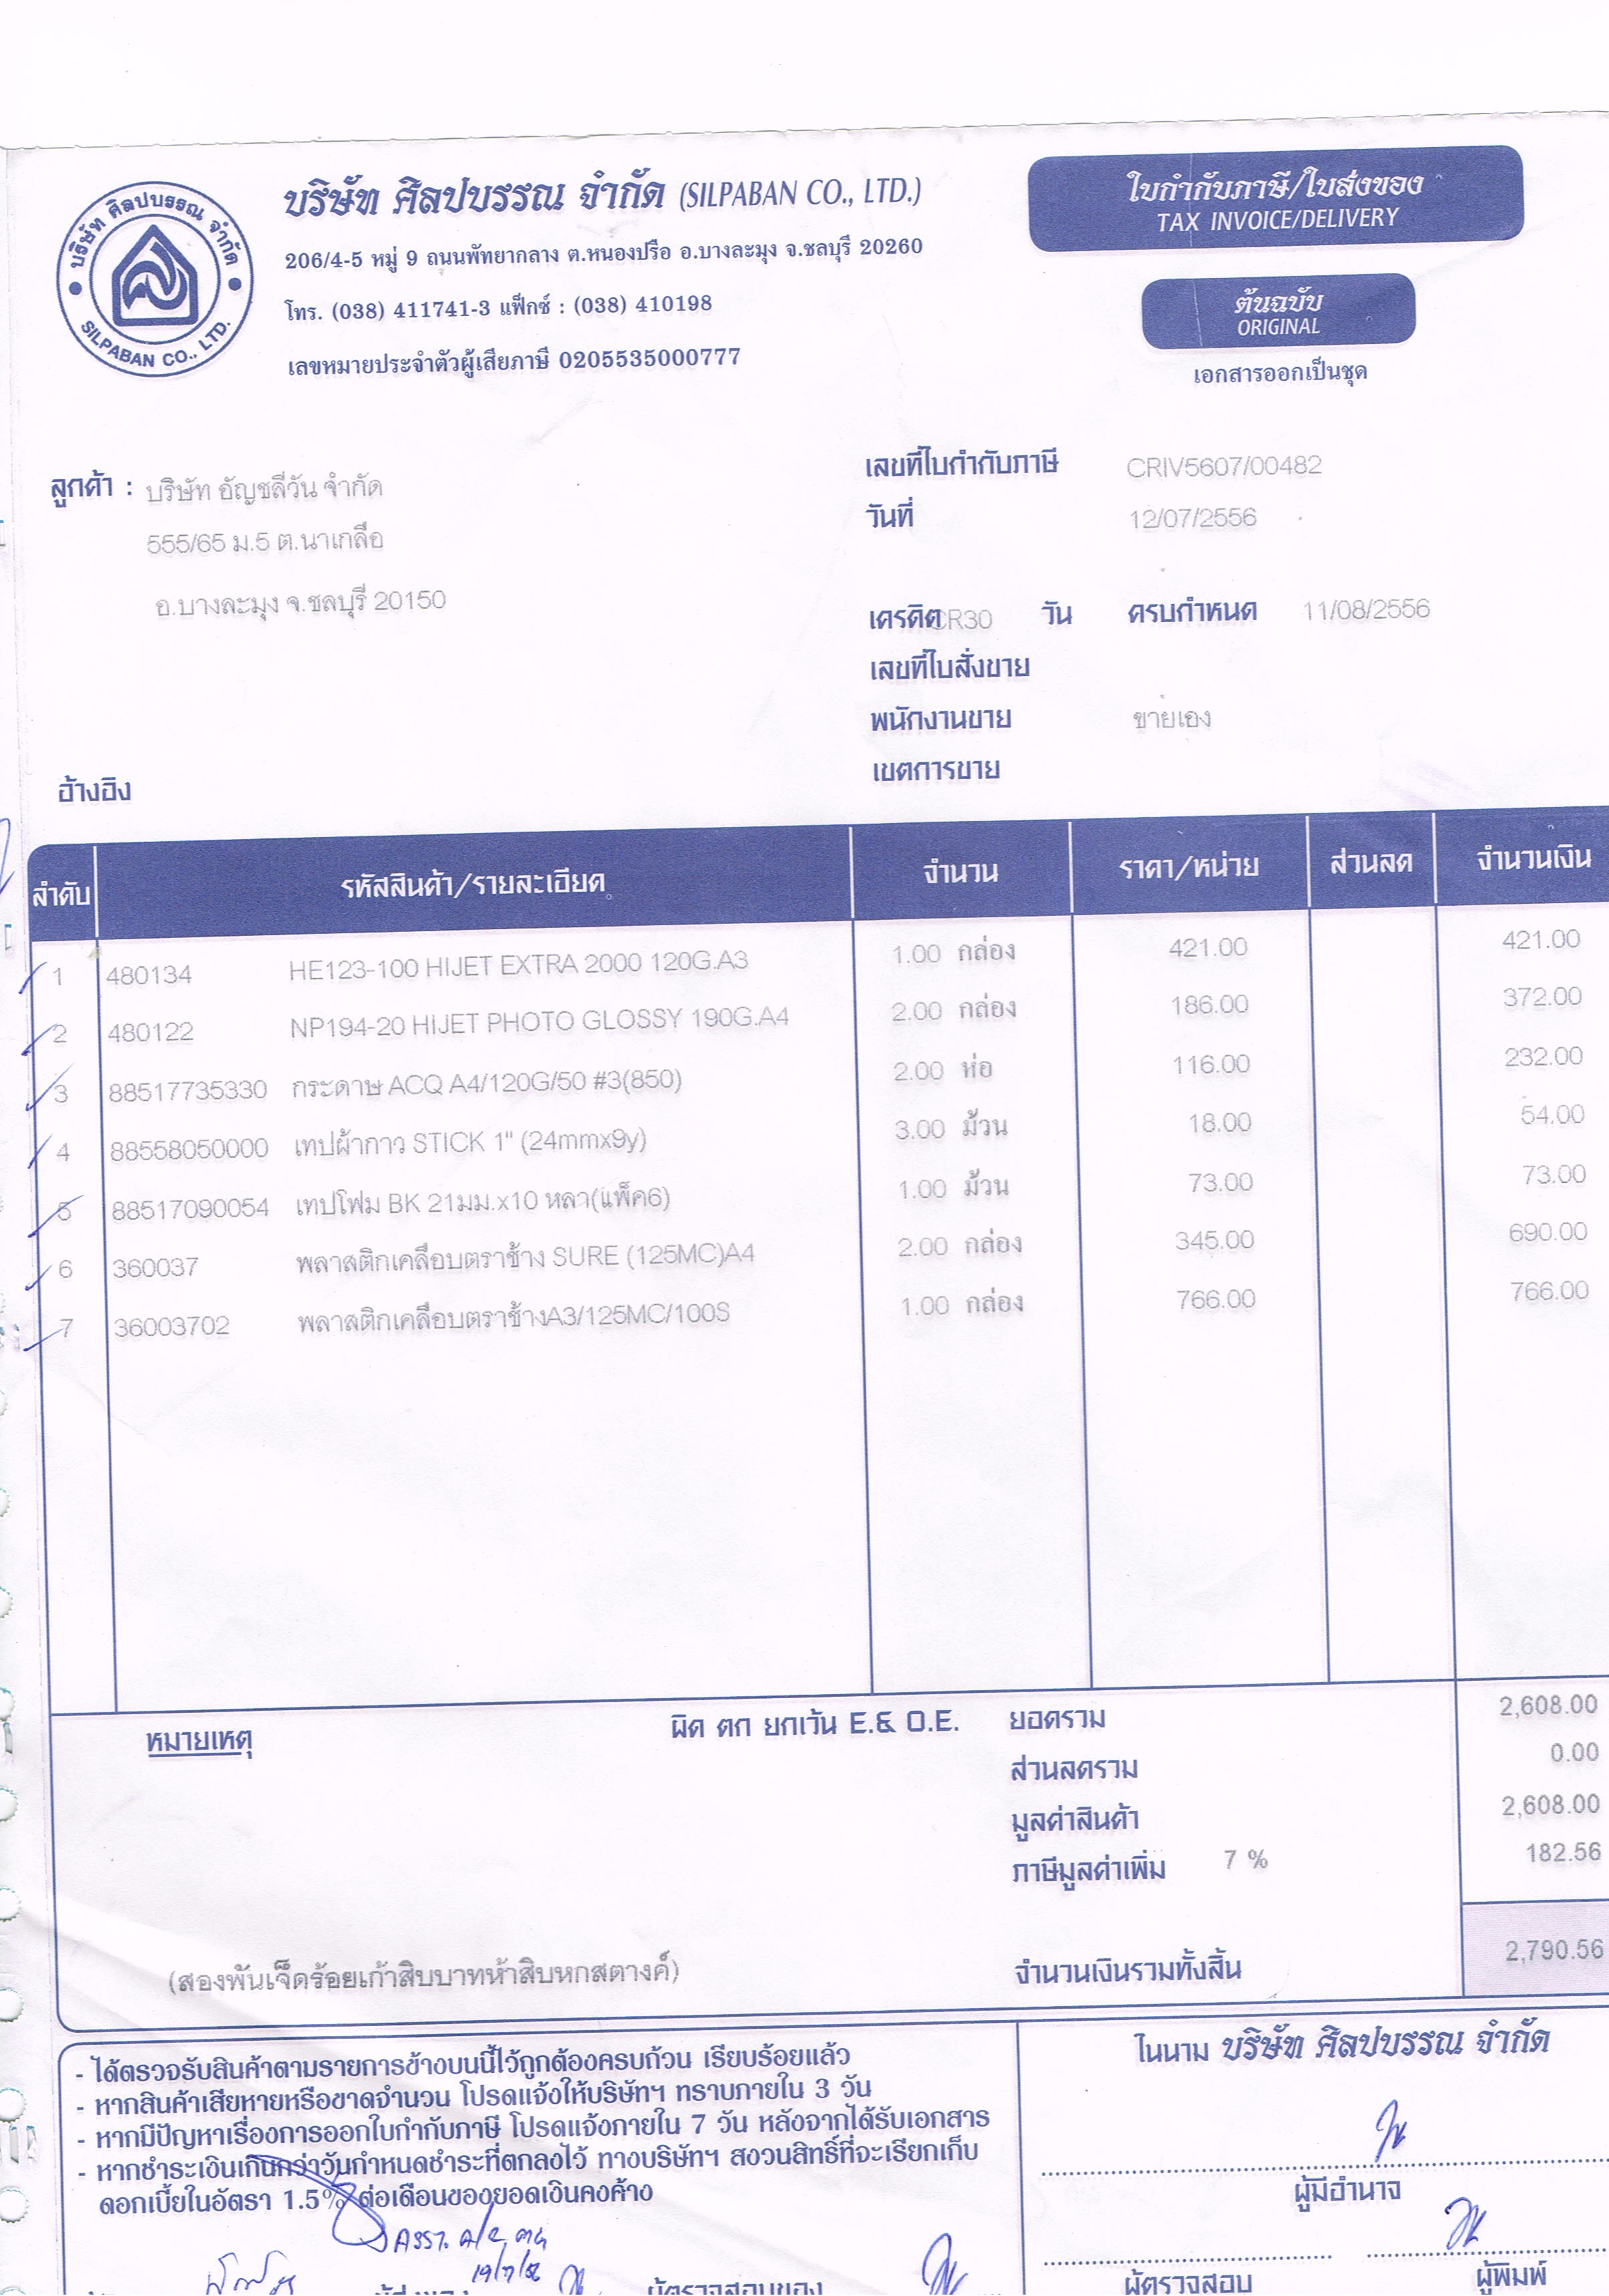 บริษัท ศิลปบรรณ จำกัด
SILPABAN CO., LTD.
บริษัท ศิลปบรรณ จำกัด (SILPABAN CO., LTD.)
206/4-5 หมู่ 9 ถนนพัทยากลาง ต.หนองปรือ อ.บางละมุง จ.ชลบุรี 20260
โทร. (038) 411741-3 แฟ็กซ์ : (038) 410198
เลขหมายประจำตัวผู้เสียภาษี 0205535000777
ใบกำกับภาษี/ใบส่งของ
TAX INVOICE/DELIVERY
ต้นฉบับ
ORIGINAL
เอกสารออกเป็นชุด
ลูกค้า : บริษัท อัญชลีวัน จำกัด
555/65 ม.5 ต.นาเกลือ
อ.บางละมุง จ.ชลบุรี 20150
เลขที่ใบกำกับภาษี CRIV5607/00482
วันที่ 12/07/2556
เครดิต CR30 วัน ครบกำหนด 11/08/2556
เลขที่ใบสั่งขาย
พนักงานขาย ขายเอง
เขตการขาย
อ้างอิง
ลำดับ รหัสสินค้า/รายละเอียด จำนวน ราคา/หน่วย ส่วนลด จำนวนเงิน
1 480134 HE123-100 HIJET EXTRA 2000 120G.A3 1.00 กล่อง 421.00 421.00
2 480122 NP194-20 HIJET PHOTO GLOSSY 190G.A4 2.00 กล่อง 186.00 372.00
3 88517735330 กระดาษ ACQ A4/120G/50 #3(850) 2.00 ห่อ 116.00 232.00
4 88558050000 เทปผ้ากาว STICK 1" (24mmx9y) 3.00 ม้วน 18.00 54.00
5 88517090054 เทปโฟม BK 21มม.x10 หลา(แพ็ค6) 1.00 ม้วน 73.00 73.00
6 360037 พลาสติกเคลือบตราช้าง SURE (125MC)A4 2.00 กล่อง 345.00 690.00
7 36003702 พลาสติกเคลือบตราช้างA3/125MC/100S 1.00 กล่อง 766.00 766.00
หมายเหตุ ผิด ตก ยกเว้น E.& O.E. ยอดรวม 2,608.00
ส่วนลดรวม 0.00
มูลค่าสินค้า 2,608.00
ภาษีมูลค่าเพิ่ม 7 % 182.56
(สองพันเจ็ดร้อยเก้าสิบบาทห้าสิบหกสตางค์) จำนวนเงินรวมทั้งสิ้น 2,790.56
- ได้ตรวจรับสินค้าตามรายการข้างบนนี้ไว้ถูกต้องครบถ้วน เรียบร้อยแล้ว
- หากสินค้าเสียหายหรือขาดจำนวน โปรดแจ้งให้บริษัทฯ ทราบภายใน 3 วัน
- หากมีปัญหาเรื่องการออกใบกำกับภาษี โปรดแจ้งภายใน 7 วัน หลังจากได้รับเอกสาร
- หากชำระเงินเกินกว่าวันกำหนดชำระที่ตกลงไว้ ทางบริษัทฯ สงวนสิทธิ์ที่จะเรียกเก็บ
ดอกเบี้ยในอัตรา 1.5% ต่อเดือนของยอดเงินคงค้าง
ในนาม บริษัท ศิลปบรรณ จำกัด
ผู้มีอำนาจ
19/7/56
ผู้ตรวจสอบของ
ผู้ตรวจสอบ
ผู้พิมพ์